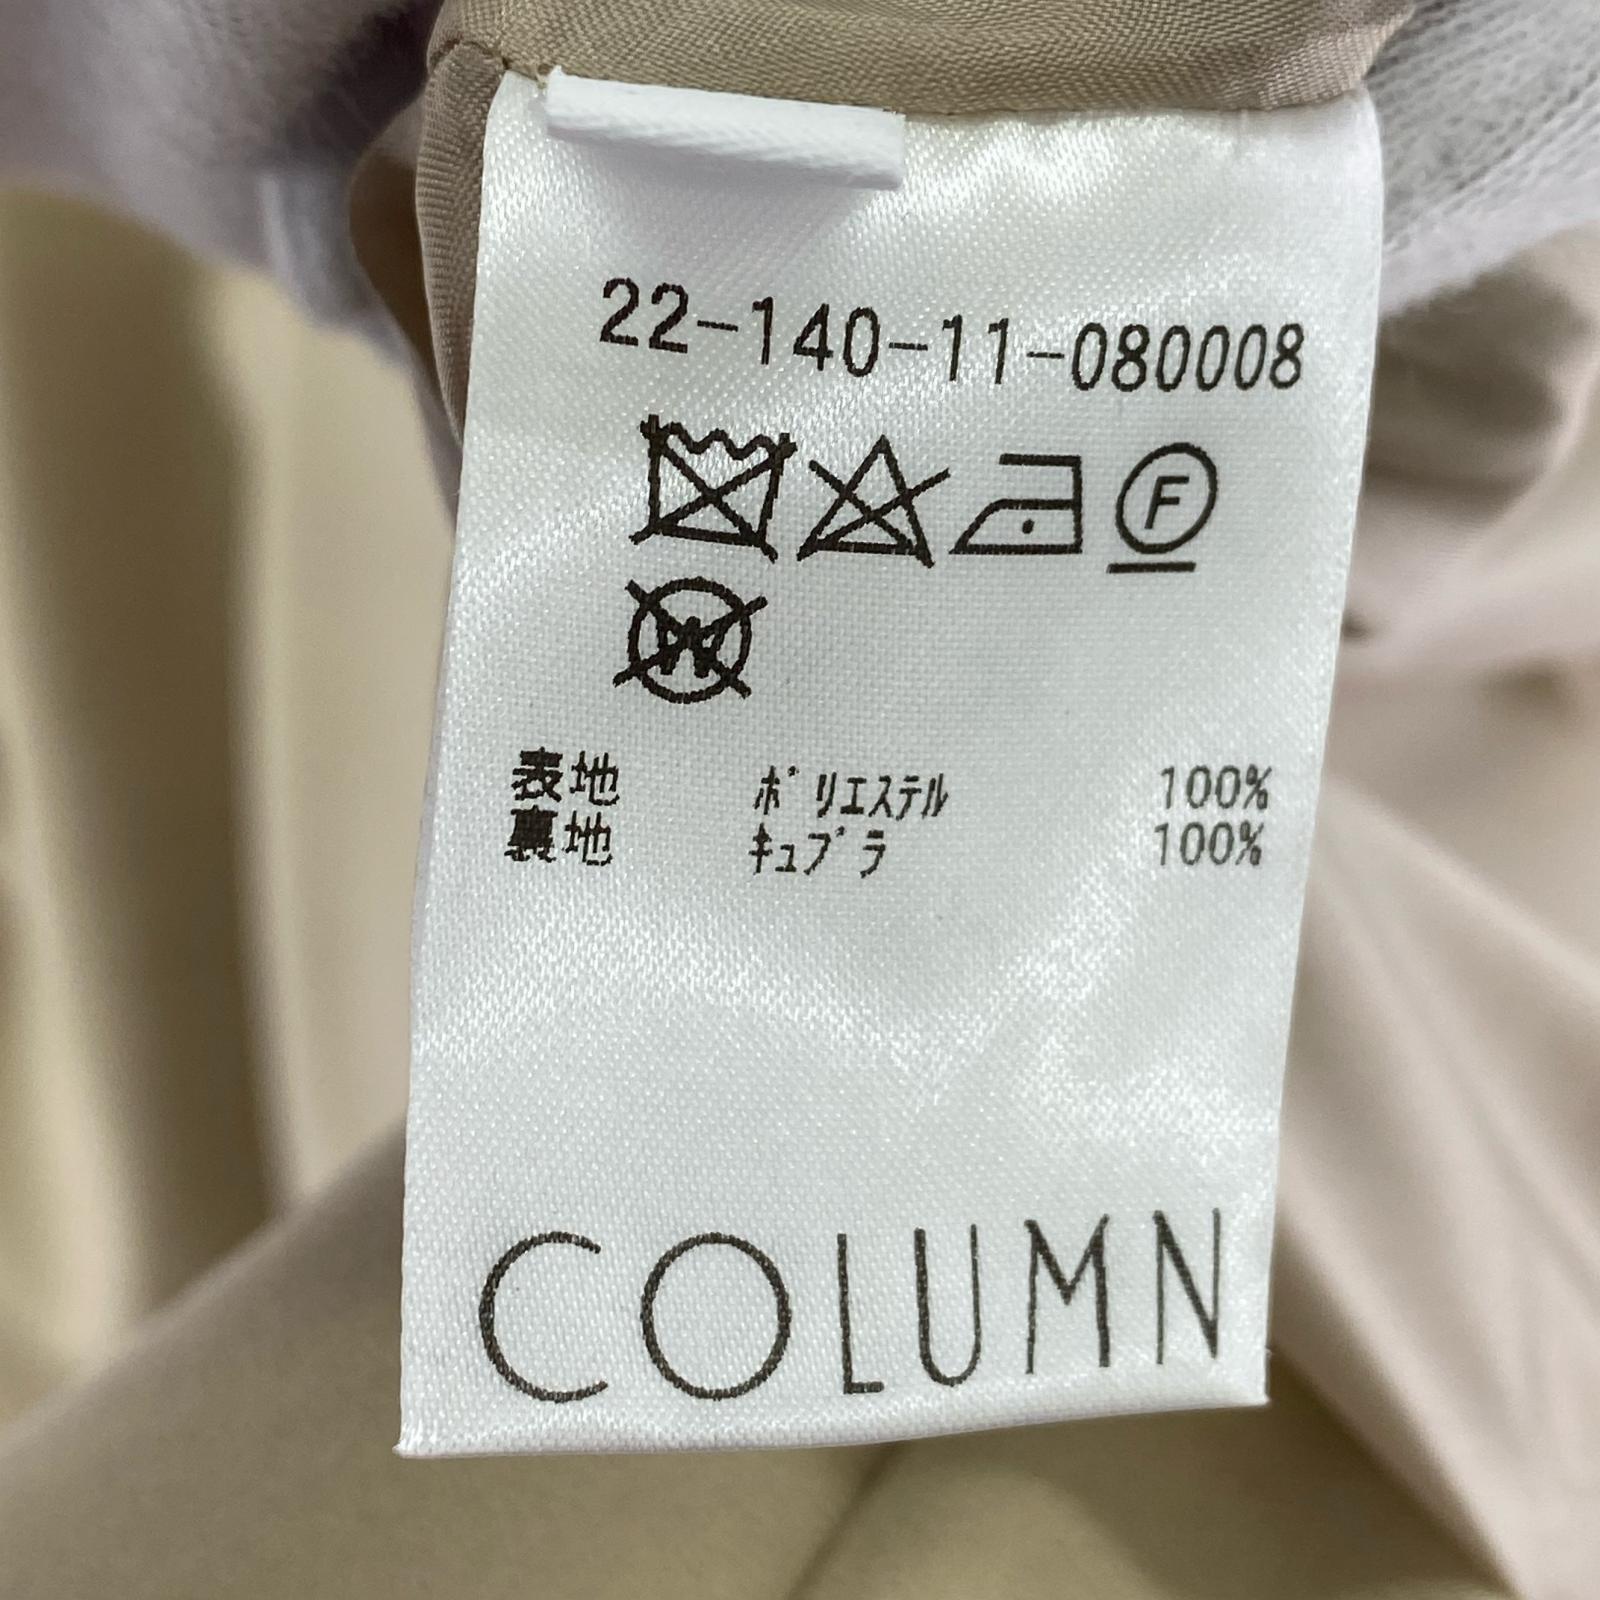 22-140-11-080008
F
W
表地 ポリエステル 100%
裏地 キュプラ 100%
COLUMN